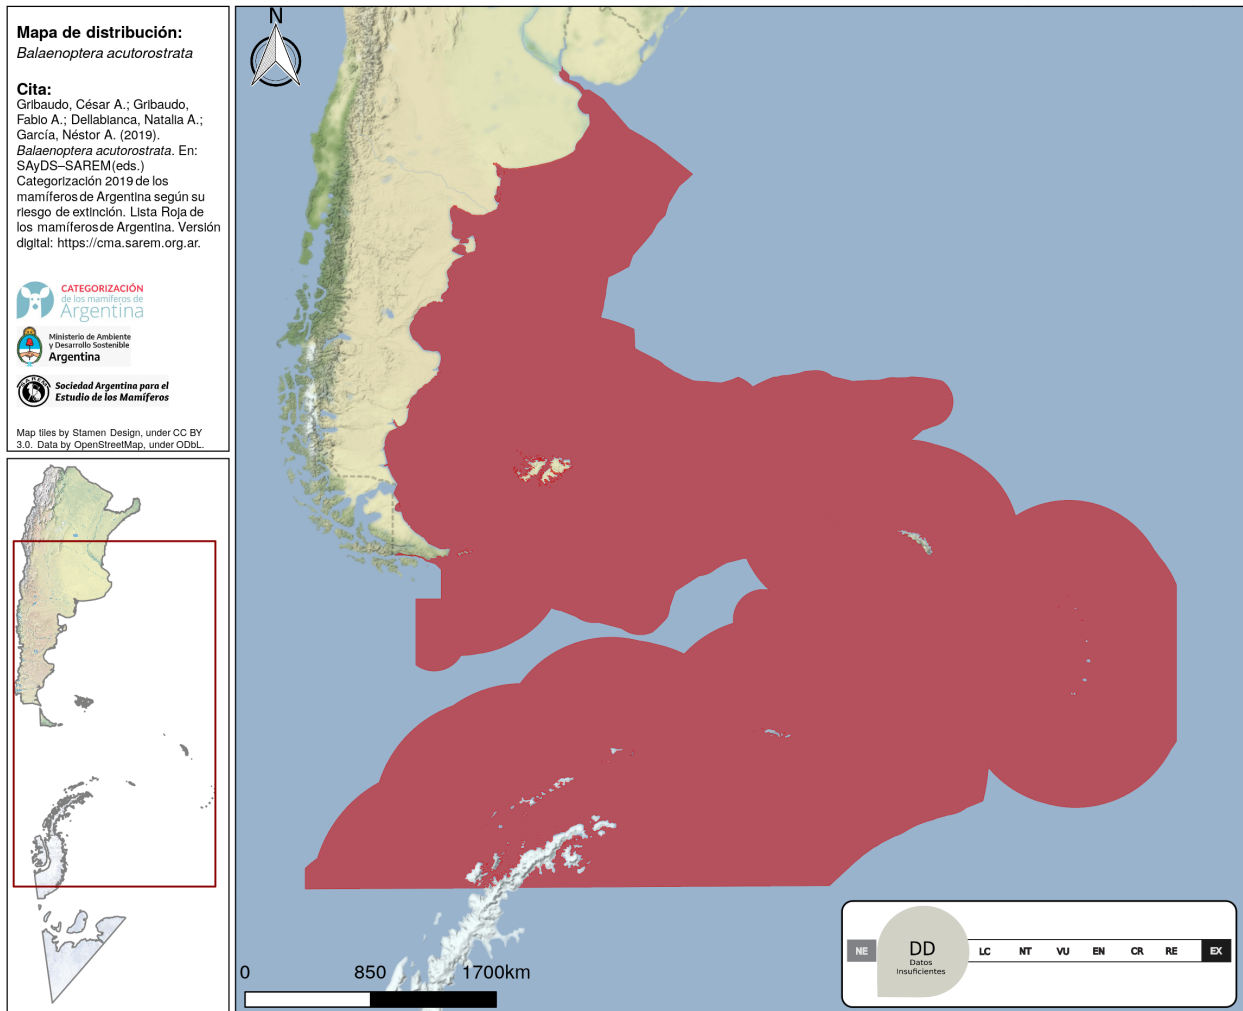 Mapa de distribución:
Balaenoptera acutorostrata
Cita:
Gribaudo, César A.; Gribaudo,
Fabio A.; Dellabianca, Natalia A.;
García, Néstor A. (2019).
Balaenoptera acutorostrata. En:
SAyDS–SAREM(eds.)
Categorización 2019 de los
mamíferos de Argentina según su
riesgo de extinción. Lista Roja de
los mamíferos de Argentina. Versión
digital: https://cma.sarem.org.ar.
CATEGORIZACIÓN
de los mamíferos de
Argentina
Ministerio de Ambiente
y Desarrollo Sostenible
Argentina
SAREM
Sociedad Argentina para el
Estudio de los Mamíferos
Map tiles by Stamen Design, under CC BY
3.0. Data by OpenStreetMap, under ODbL.
N
0 850 1700km
NE DD LC NT VU EN CR RE EX
Datos
Insuficientes